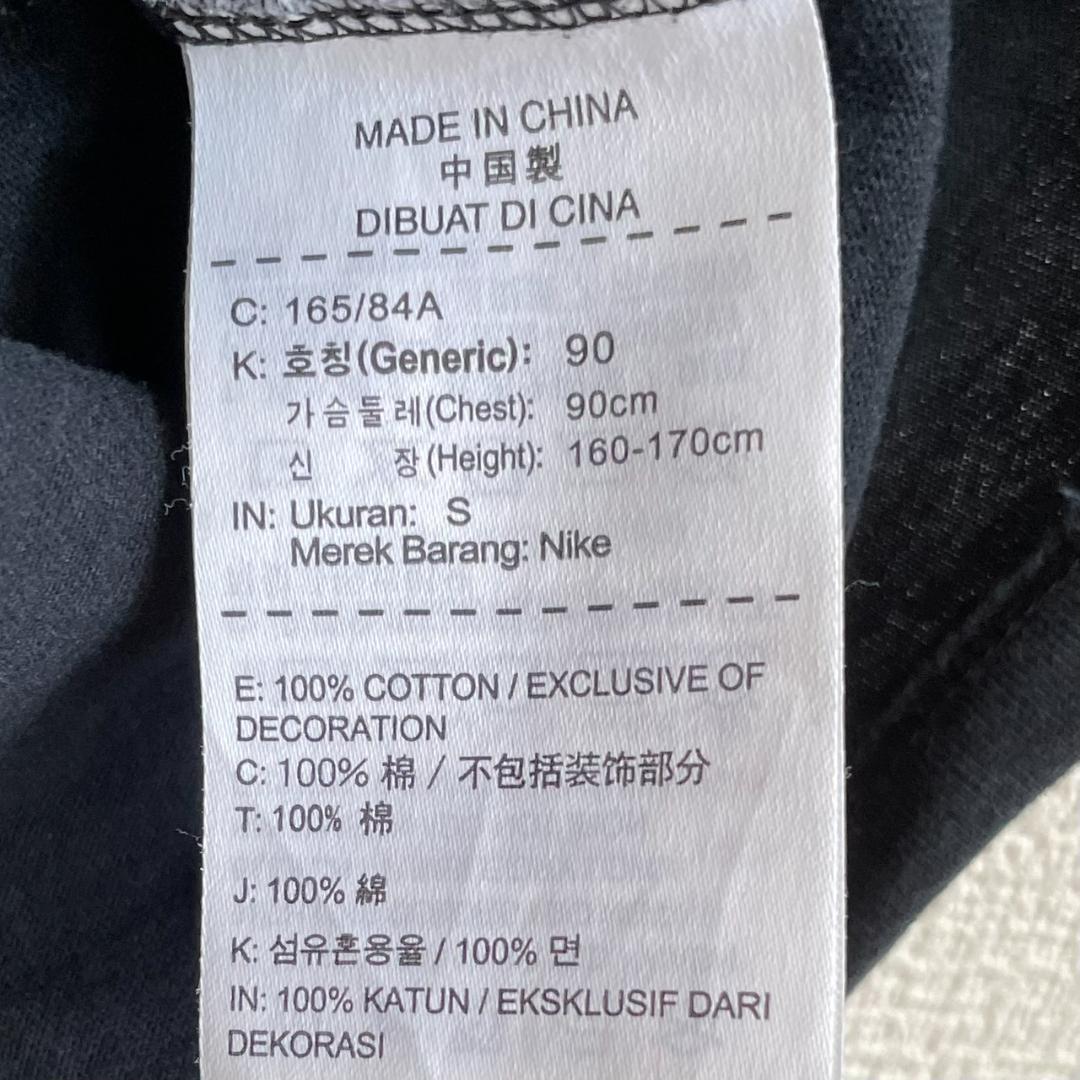 MADE IN CHINA
中国製
DIBUAT DI CINA
C: 165/84A
K: 호칭(Generic): 90
가슴둘레(Chest): 90cm
신 장(Height): 160-170cm
IN: Ukuran: S
Merek Barang: Nike
E: 100% COTTON / EXCLUSIVE OF
DECORATION
C: 100% 棉 / 不包括装饰部分
T: 100% 棉
J: 100% 綿
K: 섬유혼용율 / 100% 면
IN: 100% KATUN / EKSKLUSIF DARI
DEKORASI